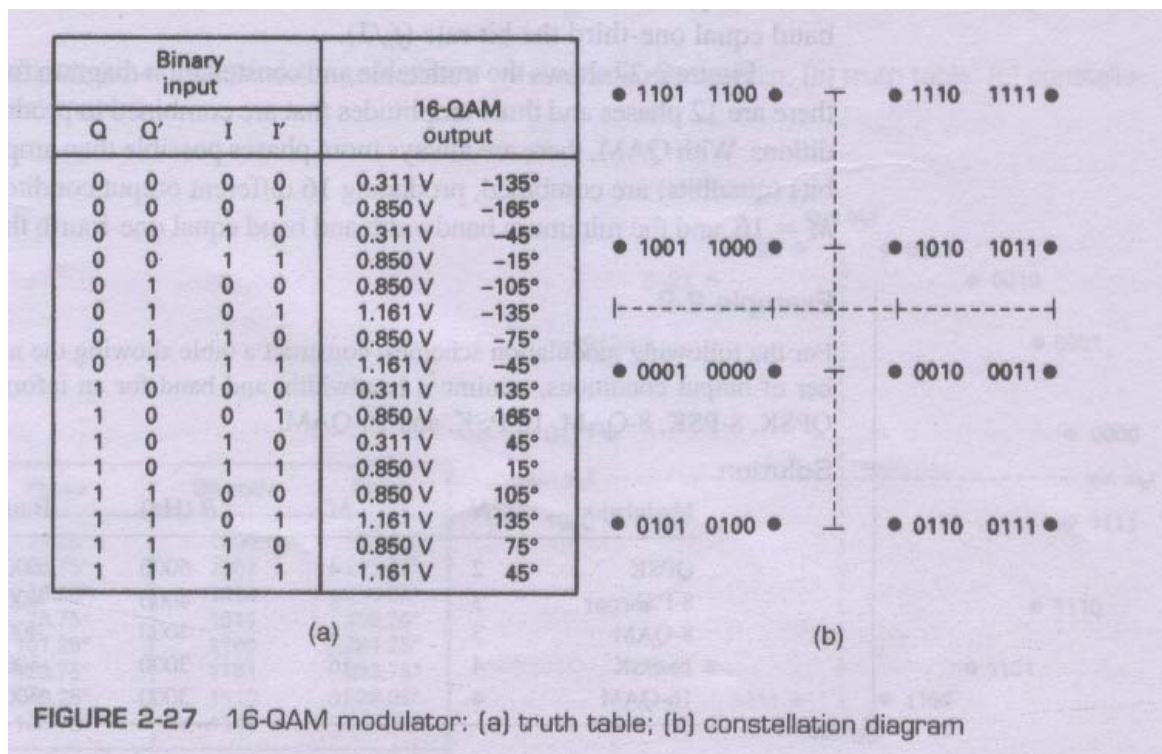 Binary input
16-QAM output
Q Q' I I'
0 0 0 0 0.311 V −135°
0 0 0 1 0.850 V −165°
0 0 1 0 0.311 V −45°
0 0 1 1 0.850 V −15°
0 1 0 0 0.850 V −105°
0 1 0 1 1.161 V −135°
0 1 1 0 0.850 V −75°
0 1 1 1 1.161 V −45°
1 0 0 0 0.311 V 135°
1 0 0 1 0.850 V 165°
1 0 1 0 0.311 V 45°
1 0 1 1 0.850 V 15°
1 1 0 0 0.850 V 105°
1 1 0 1 1.161 V 135°
1 1 1 0 0.850 V 75°
1 1 1 1 1.161 V 45°
(a)
1101 1100 1110 1111
1001 1000 1010 1011
0001 0000 0010 0011
0101 0100 0110 0111
(b)
FIGURE 2-27. 16-QAM modulator: (a) truth table; (b) constellation diagram